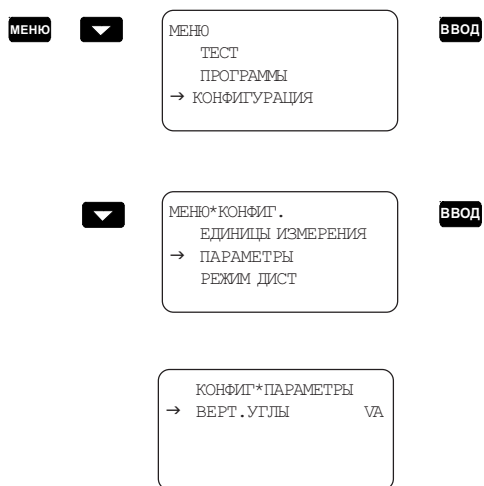 МЕНЮ
МЕНЮ
ТЕСТ
ПРОГРАММЫ
→ КОНФИГУРАЦИЯ
ВВОД
МЕНЮ*КОНФИГ.
ЕДИНИЦЫ ИЗМЕРЕНИЯ
→ ПАРАМЕТРЫ
РЕЖИМ ДИСТ
ВВОД
КОНФИГ*ПАРАМЕТРЫ
→ ВЕРТ.УГЛЫ VA